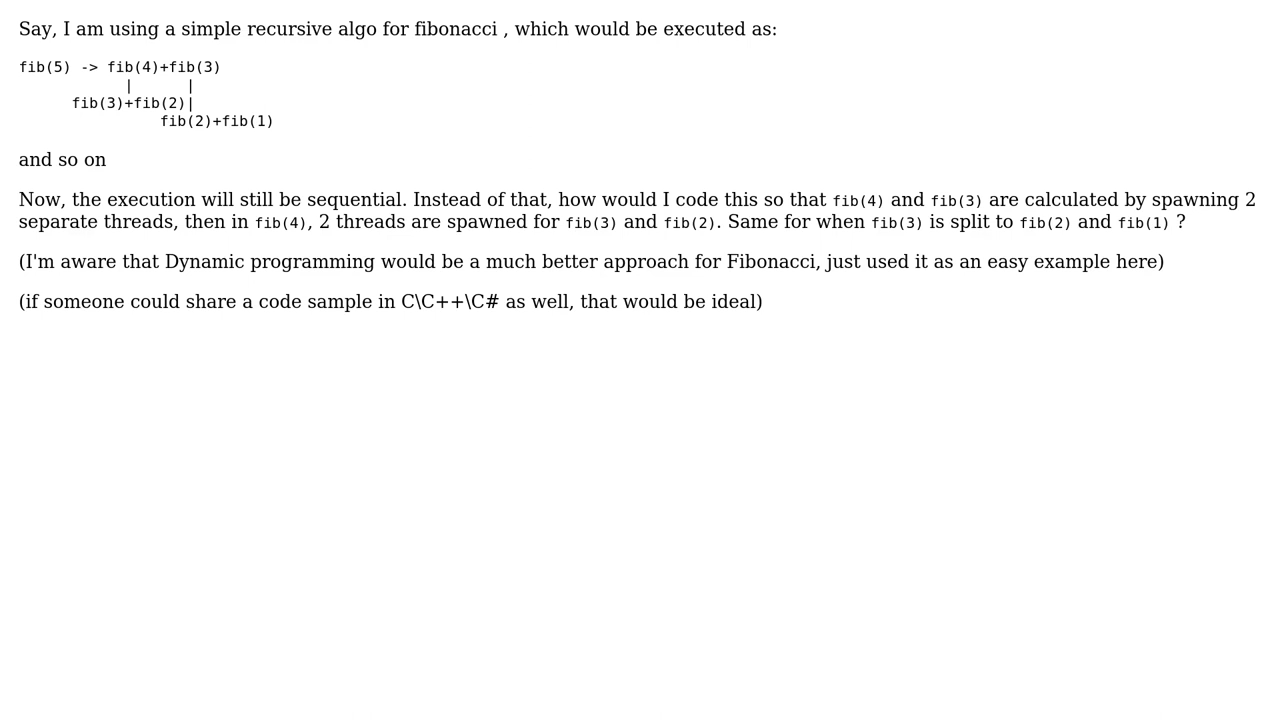 Say, I am using a simple recursive algo for fibonacci , which would be executed as:
fib(5) -> fib(4)+fib(3)
            |      |
      fib(3)+fib(2)|
                fib(2)+fib(1)
and so on
Now, the execution will still be sequential. Instead of that, how would I code this so that fib(4) and fib(3) are calculated by spawning 2
separate threads, then in fib(4), 2 threads are spawned for fib(3) and fib(2). Same for when fib(3) is split to fib(2) and fib(1) ?
(I'm aware that Dynamic programming would be a much better approach for Fibonacci, just used it as an easy example here)
(if someone could share a code sample in C\C++\C# as well, that would be ideal)